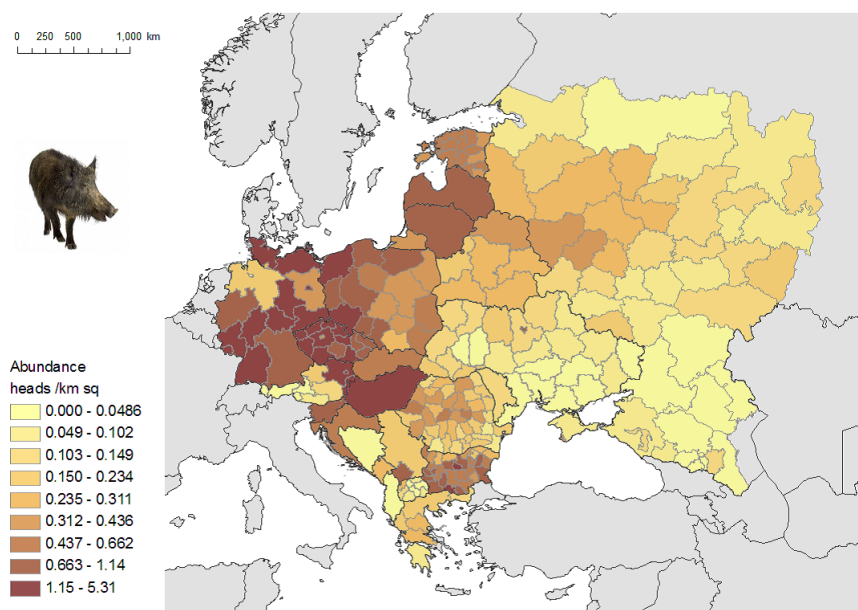 0 250 500 1,000 km
Abundance
heads /km sq
0.000 - 0.0486
0.049 - 0.102
0.103 - 0.149
0.150 - 0.234
0.235 - 0.311
0.312 - 0.436
0.437 - 0.662
0.663 - 1.14
1.15 - 5.31